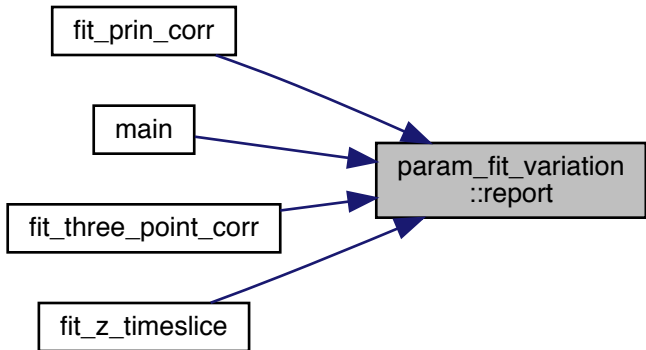 fit_prin_corr
main
param_fit_variation
::report
fit_three_point_corr
fit_z_timeslice